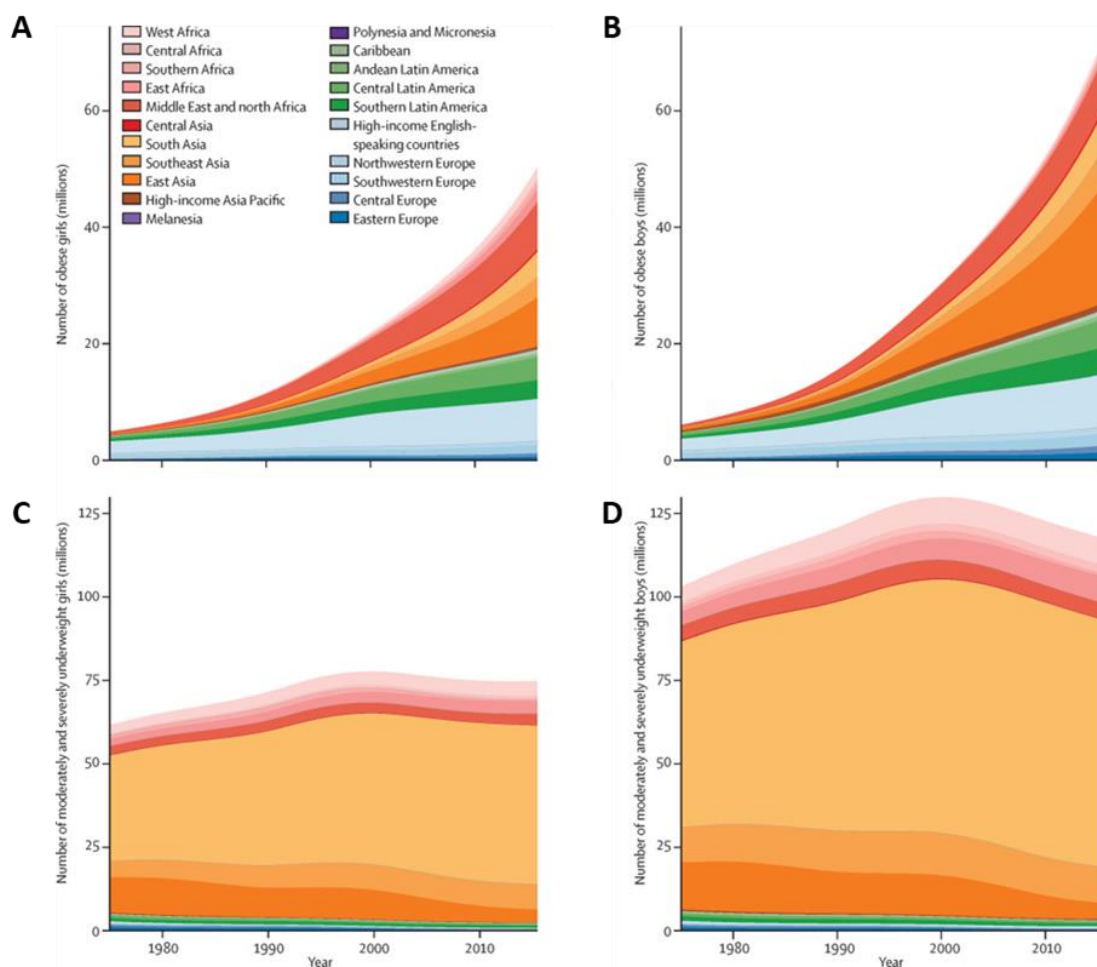 A
B
West Africa
Central Africa
Southern Africa
East Africa
Middle East and north Africa
Central Asia
South Asia
Southeast Asia
East Asia
High-income Asia Pacific
Melanesia
Polynesia and Micronesia
Caribbean
Andean Latin America
Central Latin America
Southern Latin America
High-income English-
speaking countries
Northwestern Europe
Southwestern Europe
Central Europe
Eastern Europe
Number of obese girls (millions)
60
40
20
0
Number of obese boys (millions)
60
40
20
0
C
D
Number of moderately and severely underweight girls (millions)
125
100
75
50
25
0
1980
1990
2000
2010
Year
Number of moderately and severely underweight boys (millions)
125
100
75
50
25
0
1980
1990
2000
2010
Year